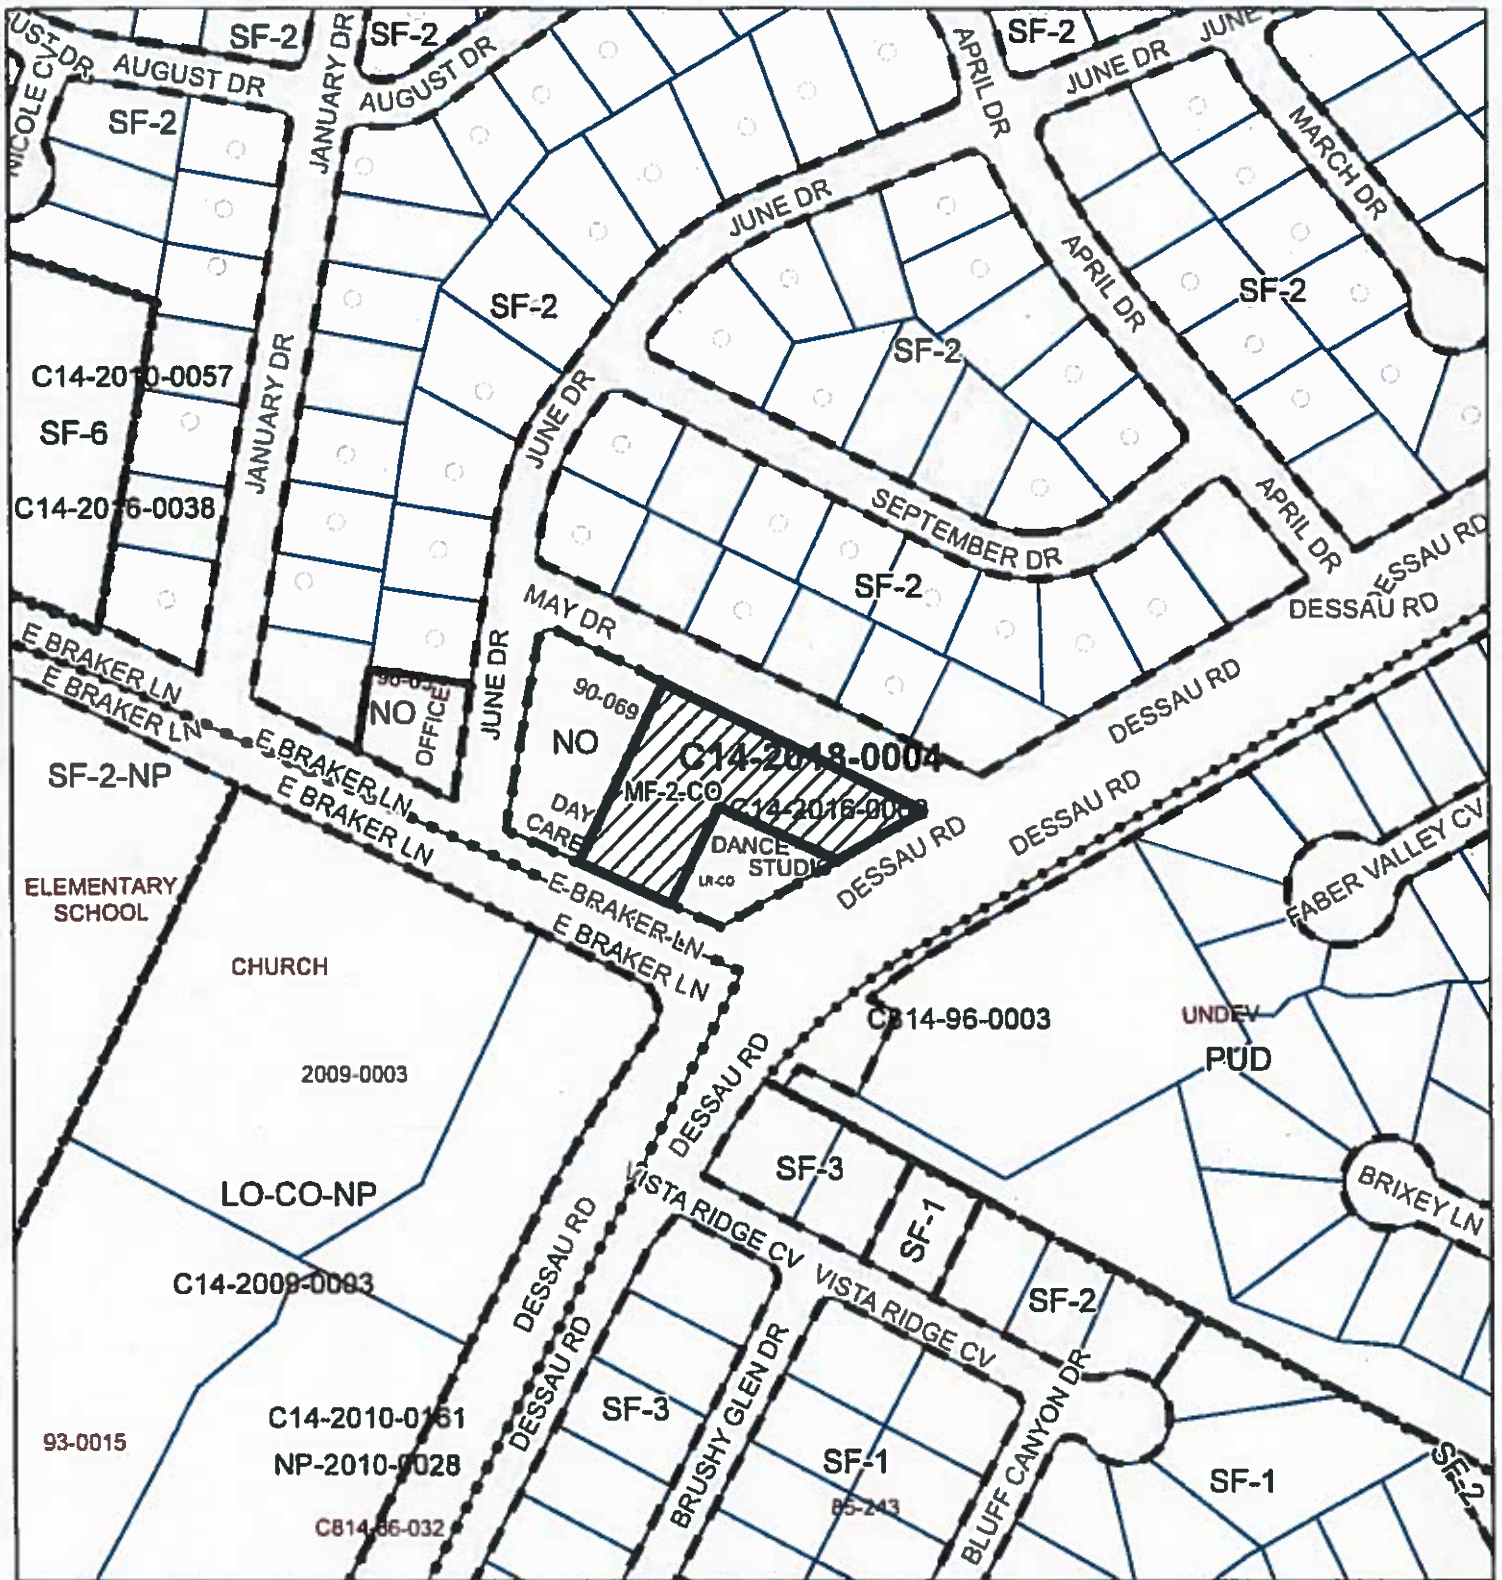 SF-2
JANUARY DR
SF-2
APRIL DR
SF-2
JUNE DR
JUNE
UST DR
AUGUST DR
AUGUST DR
NICOLE CV
SF-2
MARCH DR
JUNE DR
APRIL DR
SF-2
SF-2
SF-2
C14-2010-0057
JANUARY DR
JUNE DR
SF-6
C14-2016-0038
SEPTEMBER DR
APRIL DR
DESSAU RD
SF-2
MAY DR
DESSAU RD
E BRAKER LN
E BRAKER LN
JUNE DR
90-069
NO
OFFICE
NO
DESSAU RD
C14-2018-0004
E BRAKER LN
E BRAKER LN
SF-2-NP
MF-2-CO
DAY
CARE
DANCE
STUDIO
LR-CO
DESSAU RD
DESSAU RD
FABER VALLEY CV
ELEMENTARY
SCHOOL
E BRAKER LN
E BRAKER LN
CHURCH
C814-96-0003
UNDEV
PUD
2009-0003
DESSAU RD
SF-3
SF-1
BRIXEY LN
LO-CO-NP
VISTA RIDGE CV
DESSAU RD
C14-2009-0093
VISTA RIDGE CV
SF-2
DESSAU RD
SF-3
BRUSHY GLEN DR
BLUFF CANYON DR
C14-2010-0161
93-0015
NP-2010-0028
SF-1
SF-1
SF-2
85-243
C814-86-032